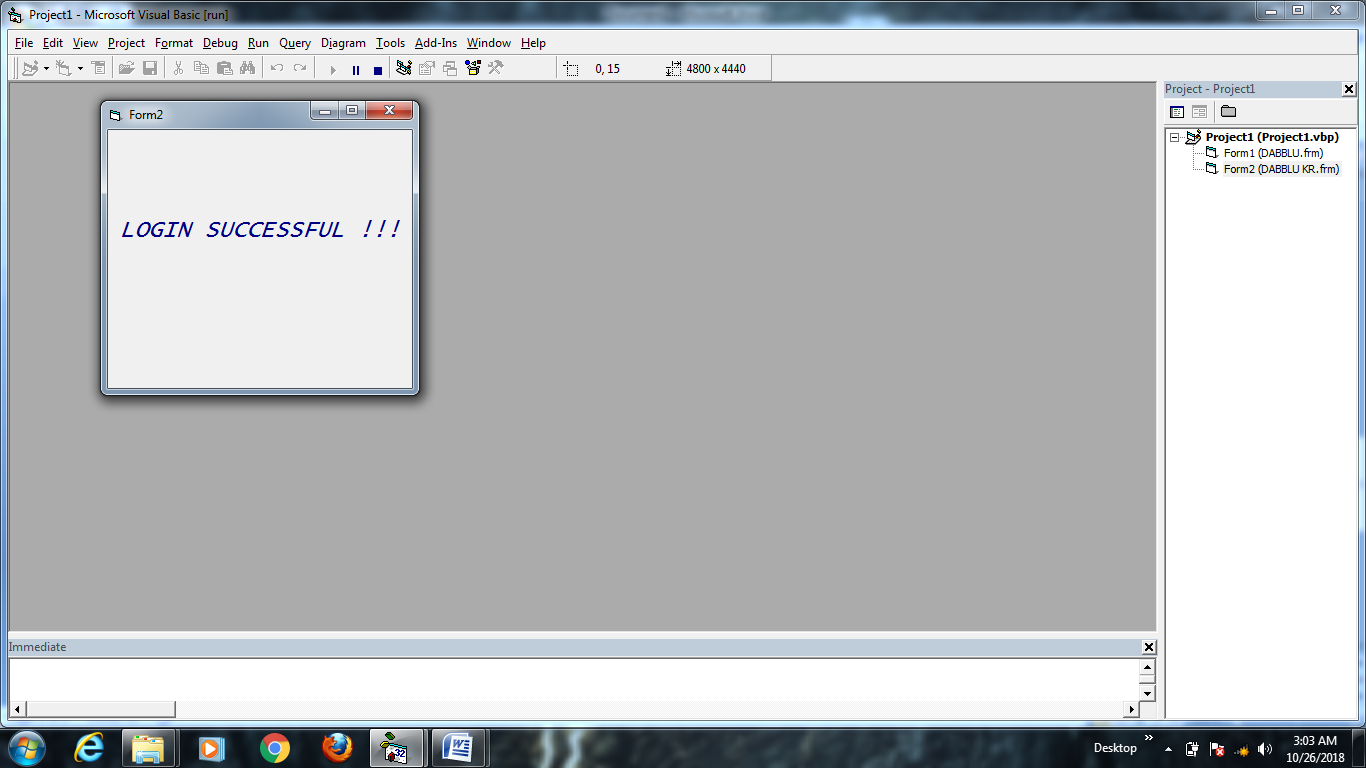 Project1 - Microsoft Visual Basic [run]
File Edit View Project Format Debug Run Query Diagram Tools Add-Ins Window Help
0, 15 4800 x 4440
Project - Project1
Form2
Project1 (Project1.vbp)
Form1 (DABBLU.frm)
Form2 (DABBLU KR.frm)
LOGIN SUCCESSFUL !!!
Immediate
32
Desktop
3:03 AM
10/26/2018